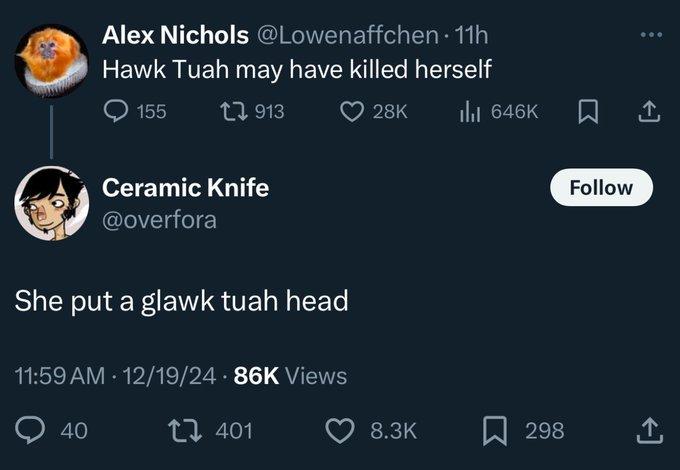 Alex Nichols @Lowenaffchen · 11h
Hawk Tuah may have killed herself
155 913 28K 646K
Ceramic Knife
Follow
@overfora
She put a glawk tuah head
11:59 AM · 12/19/24 · 86K Views
40 401 8.3K 298